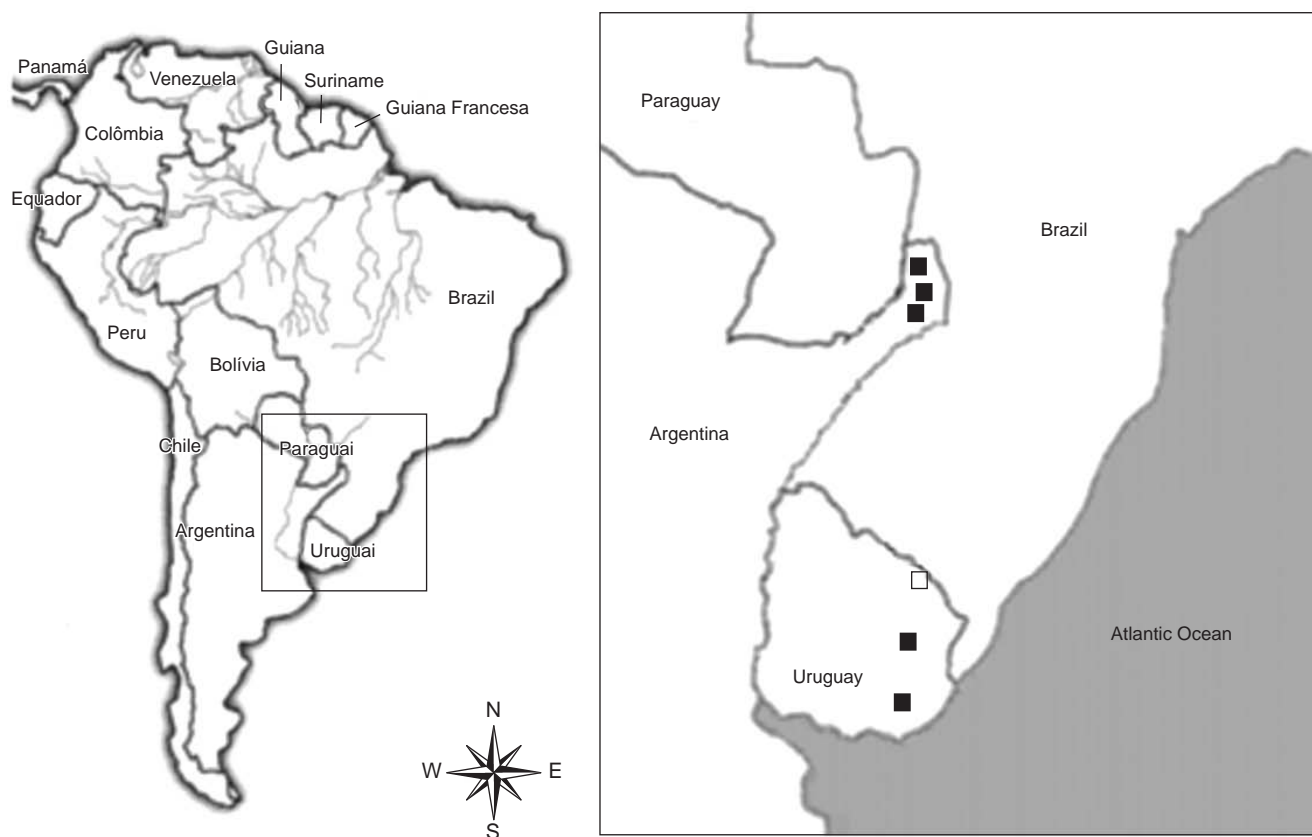 Guiana
Panamá
Venezuela
Suriname
Guiana Francesa
Colômbia
Equador
Peru
Brazil
Bolívia
Chile
Paraguai
Argentina
Uruguai
N
W
E
S
Paraguay
Brazil
Argentina
Uruguay
Atlantic Ocean